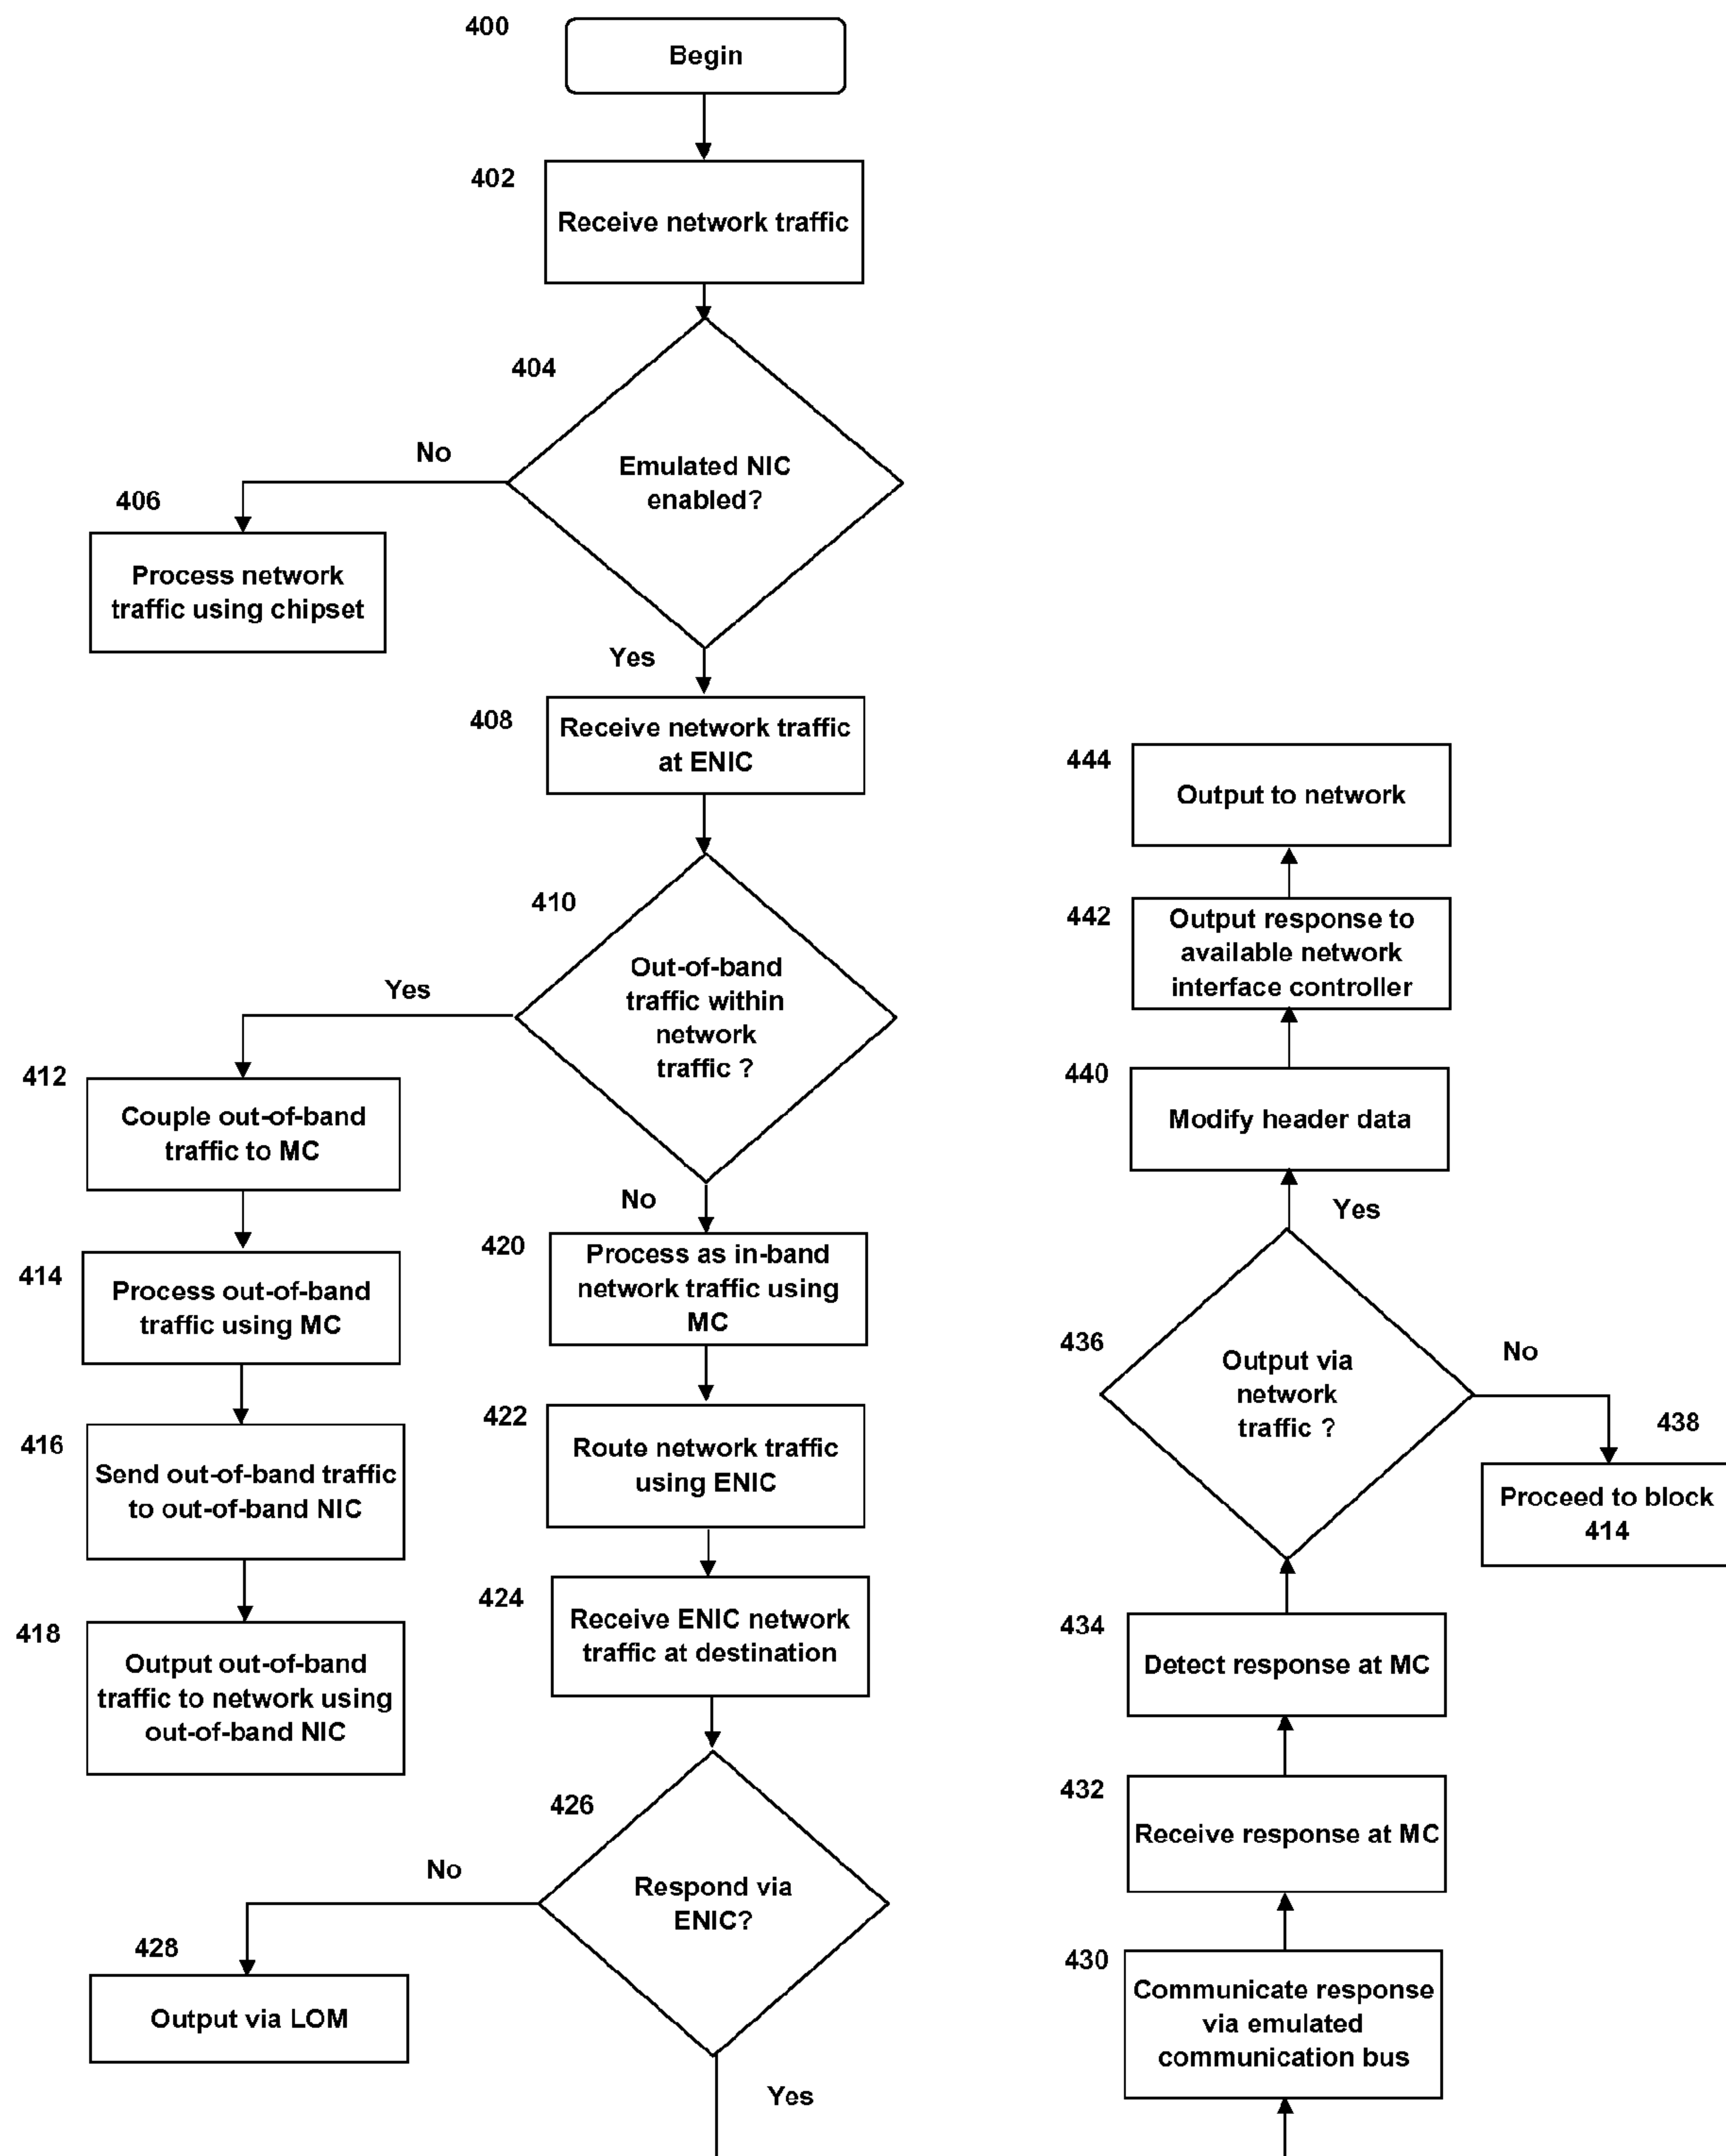 400
Begin
402
Receive network traffic
404
Emulated NIC
enabled?
No
406
Process network
traffic using chipset
Yes
408
Receive network traffic
at ENIC
410
Out-of-band
traffic within
network
traffic ?
Yes
412
Couple out-of-band
traffic to MC
414
Process out-of-band
traffic using MC
416
Send out-of-band traffic
to out-of-band NIC
418
Output out-of-band
traffic to network using
out-of-band NIC
No
420
Process as in-band
network traffic using
MC
422
Route network traffic
using ENIC
424
Receive ENIC network
traffic at destination
426
Respond via
ENIC?
No
428
Output via LOM
Yes
430
Communicate response
via emulated
communication bus
432
Receive response at MC
434
Detect response at MC
436
Output via
network
traffic ?
No
438
Proceed to block
414
Yes
440
Modify header data
442
Output response to
available network
interface controller
444
Output to network